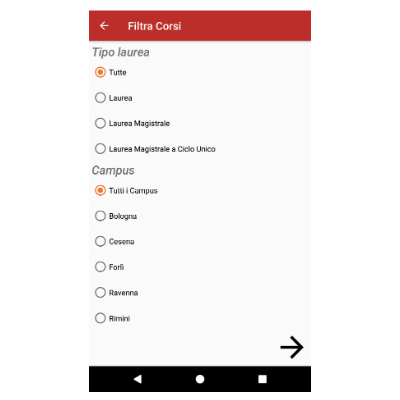 Filtra Corsi
Tipo laurea
Tutte
Laurea
Laurea Magistrale
Laurea Magistrale a Ciclo Unico
Campus
Tutti i Campus
Bologna
Cesena
Forlì
Ravenna
Rimini